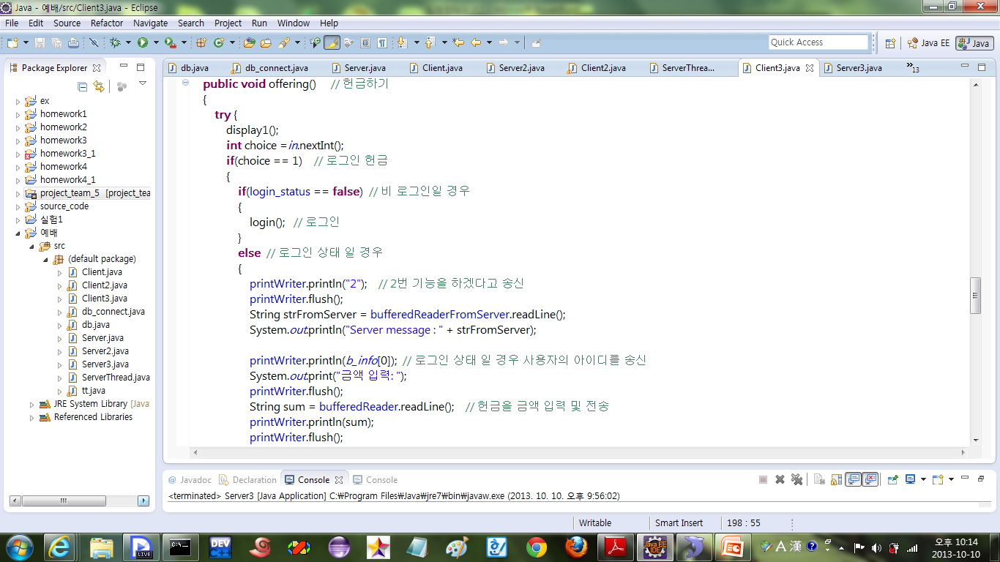 Java - 예배/src/Client3.java - Eclipse
File Edit Source Refactor Navigate Search Project Run Window Help
Quick Access
Java EE
Java
Package Explorer
db.java
db_connect.java
Server.java
Client.java
Server2.java
Client2.java
ServerThrea...
Client3.java
Server3.java
»13
ex
homework1
homework2
homework3
homework3_1
homework4
homework4_1
project_team_5 [project_tea
source_code
실험1
예배
src
(default package)
Client.java
Client2.java
Client3.java
db_connect.java
db.java
Server.java
Server2.java
Server3.java
ServerThread.java
tt.java
JRE System Library [Java
Referenced Libraries
public void offering() // 헌금하기
{
try {
display1();
int choice =in.nextInt();
if(choice == 1) // 로그인 헌금
{
if(login_status == false) // 비 로그인일 경우
{
login(); // 로그인
}
else // 로그인 상태 일 경우
{
printWriter.println("2"); // 2번 기능을 하겠다고 송신
printWriter.flush();
String strFromServer = bufferedReaderFromServer.readLine();
System.out.println("Server message : " + strFromServer);
printWriter.println(b_info[0]); // 로그인 상태 일 경우 사용자의 아이디를 송신
System.out.print("금액 입력: ");
printWriter.flush();
String sum = bufferedReader.readLine(); // 헌금을 금액 입력 및 전송
printWriter.println(sum);
printWriter.flush();
@ Javadoc
Declaration
Console
Console
<terminated> Server3 [Java Application] C:₩Program Files₩Java₩jre7₩bin₩javaw.exe (2013. 10. 10. 오후 9:56:02)
Writable
Smart Insert
198 : 55
LIVE
DEV
C++
Java EE
IDE
A 漢
오후 10:14
2013-10-10